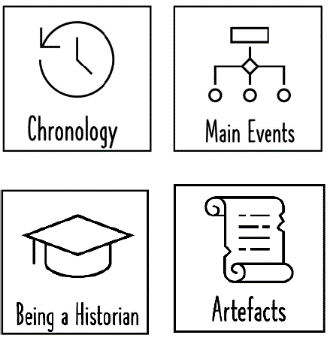 Chronology
Main Events
Being a Historian
Artefacts